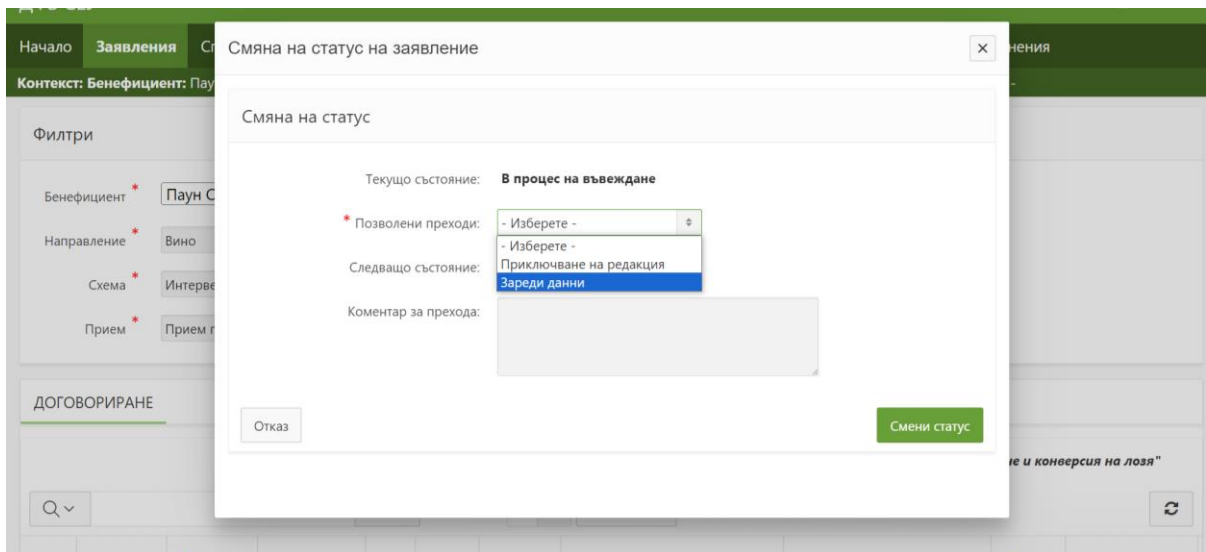 Начало Заявления
Смяна на статус на заявление
Контекст: Бенефициент:
Филтри
Смяна на статус
Текущо състояние: В процес на въвеждане
Бенефициент * Паун
* Позволени преходи: - Изберете -
- Изберете -
Приключване на редакция
Зареди данни
Направление * Вино
Следващо състояние:
Схема *
Коментар за прехода:
Прием * Прием
ДОГОВОРИРАНЕ
Отказ
Смени статус
и конверсия на лозя"